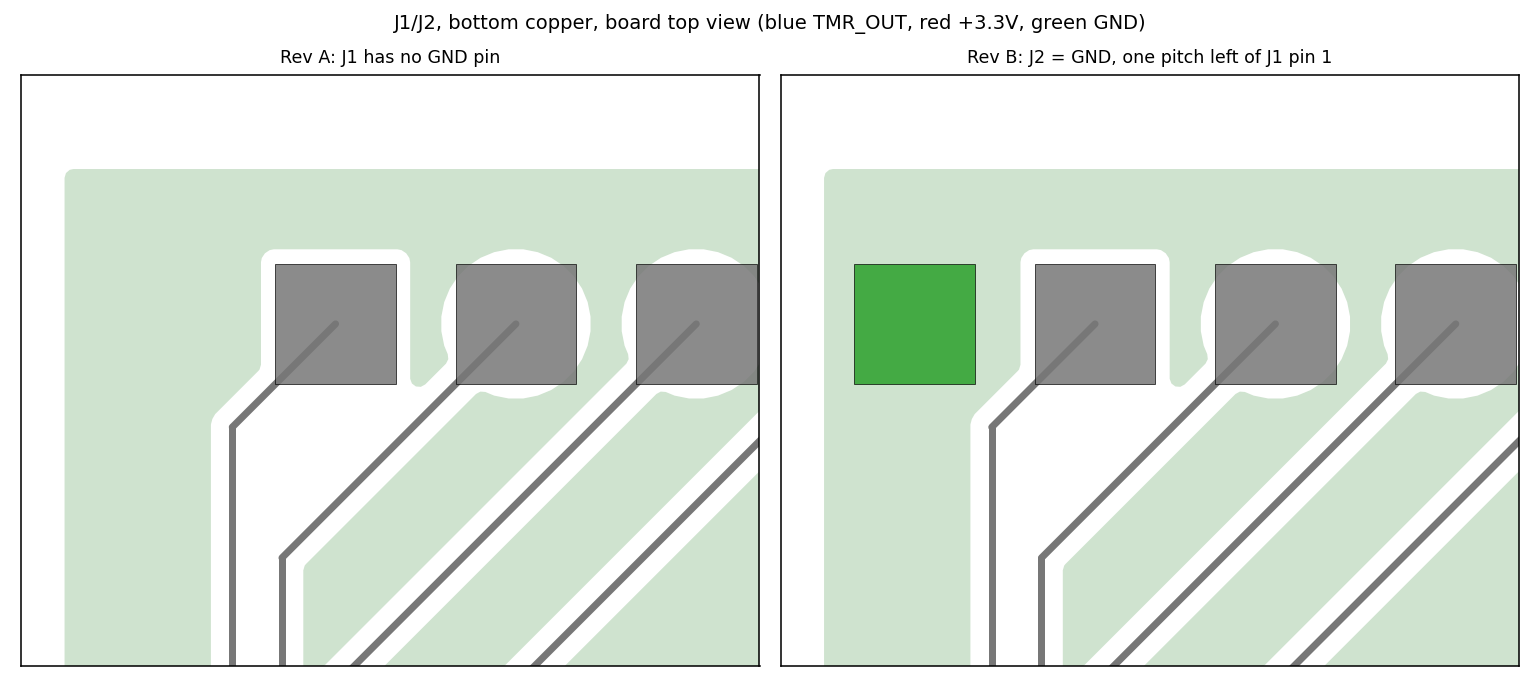 J1/J2, bottom copper, board top view (blue TMR_OUT, red +3.3V, green GND)
Rev A: J1 has no GND pin
Rev B: J2 = GND, one pitch left of J1 pin 1